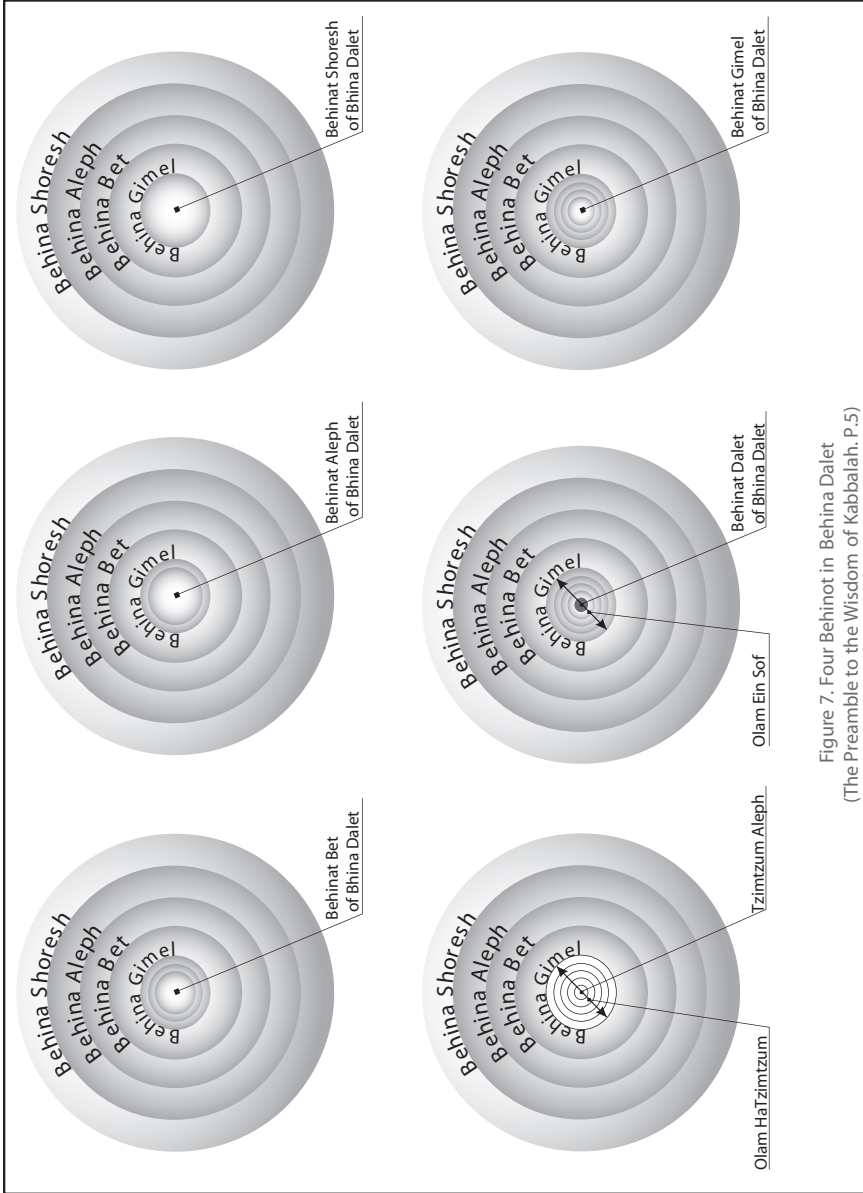 Behina Shoresh
Behina Aleph
Behina Bet
Behina Gimel
Behinat Bet
of Bhina Dalet
Behina Shoresh
Behina Aleph
Behina Bet
Behina Gimel
Behinat Aleph
of Bhina Dalet
Behina Shoresh
Behina Aleph
Behina Bet
Behina Gimel
Behinat Shoresh
of Bhina Dalet
Behina Shoresh
Behina Aleph
Behina Bet
Behina Gimel
Olam HaTzimtzum
Tzimtzum Aleph
Behina Shoresh
Behina Aleph
Behina Bet
Behina Gimel
Olam Ein Sof
Behinat Dalet
of Bhina Dalet
Behina Shoresh
Behina Aleph
Behina Bet
Behina Gimel
Behinat Gimel
of Bhina Dalet
Figure 7. Four Behinot in Behina Dalet
(The Preamble to the Wisdom of Kabbalah. P.5)